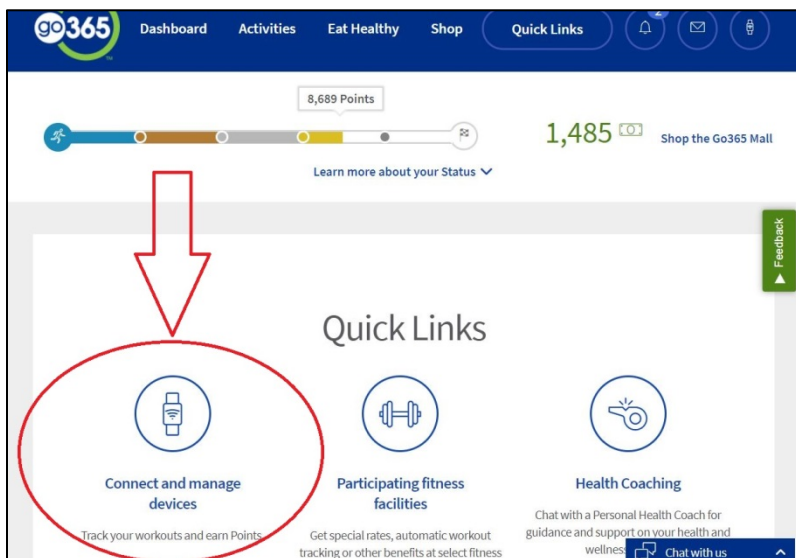 go365
Dashboard Activities Eat Healthy Shop Quick Links
8,689 Points
1,485 Shop the Go365 Mall
Learn more about your Status
Feedback
Quick Links
Connect and manage
devices
Track your workouts and earn Points
Participating fitness
facilities
Get special rates, automatic workout
tracking or other benefits at select fitness
Health Coaching
Chat with a Personal Health Coach for
guidance and support on your health and
wellness
Chat with us